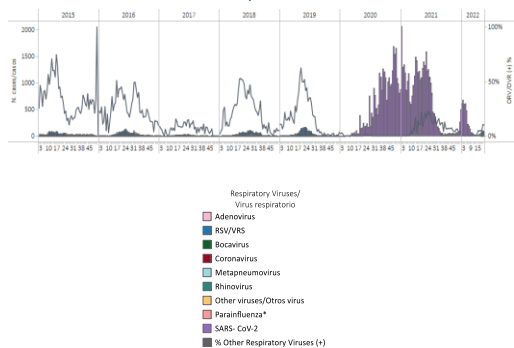 2015 2016 2017 2018 2019 2020 2021 2022
2000 100%
1500
1000 50%
500
0 0%
N. cases/casos
ORV /OVR (+) %
3 10 17 24 31 38 45 3 10 17 24 31 38 45 3 10 17 24 31 38 45 3 10 17 24 31 38 45 3 10 17 24 31 38 45 3 10 17 24 31 38 45 3 10 17 24 31 38 45 3 9 15
Respiratory Viruses/
Virus respiratorio
Adenovirus
RSV/VRS
Bocavirus
Coronavirus
Metapneumovirus
Rhinovirus
Other viruses/Otros virus
Parainfluenza*
SARS- CoV-2
% Other Respiratory Viruses (+)